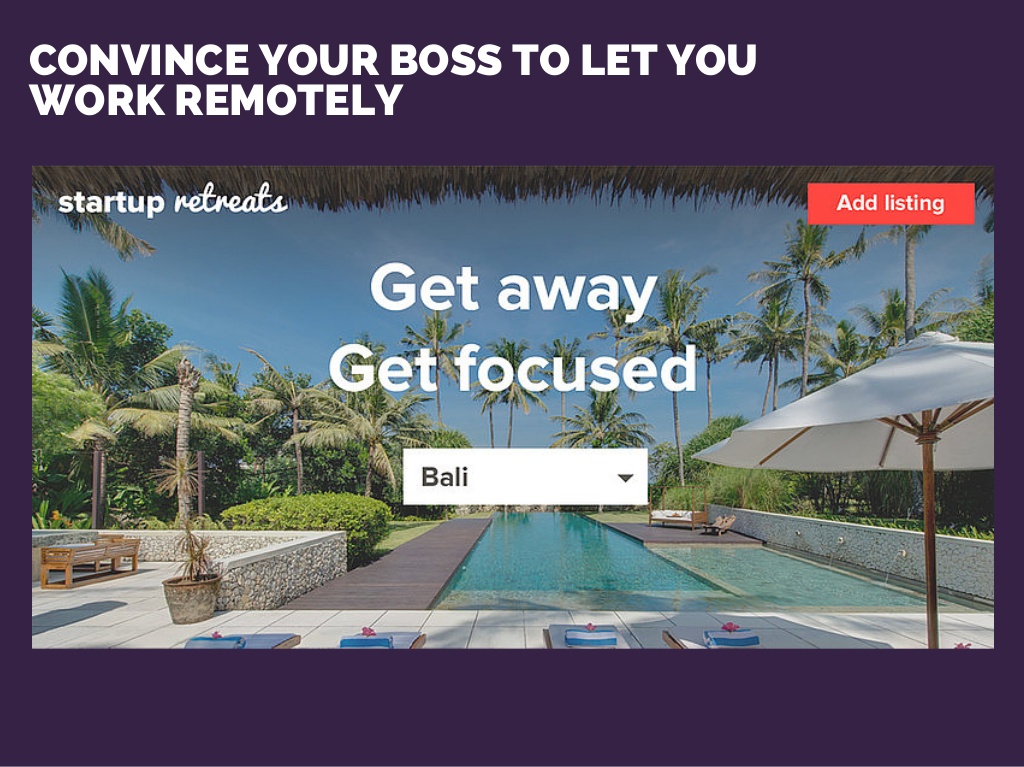 CONVINCE YOUR BOSS TO LET YOU
WORK REMOTELY
startup retreats
Add listing
Get away
Get focused
Bali